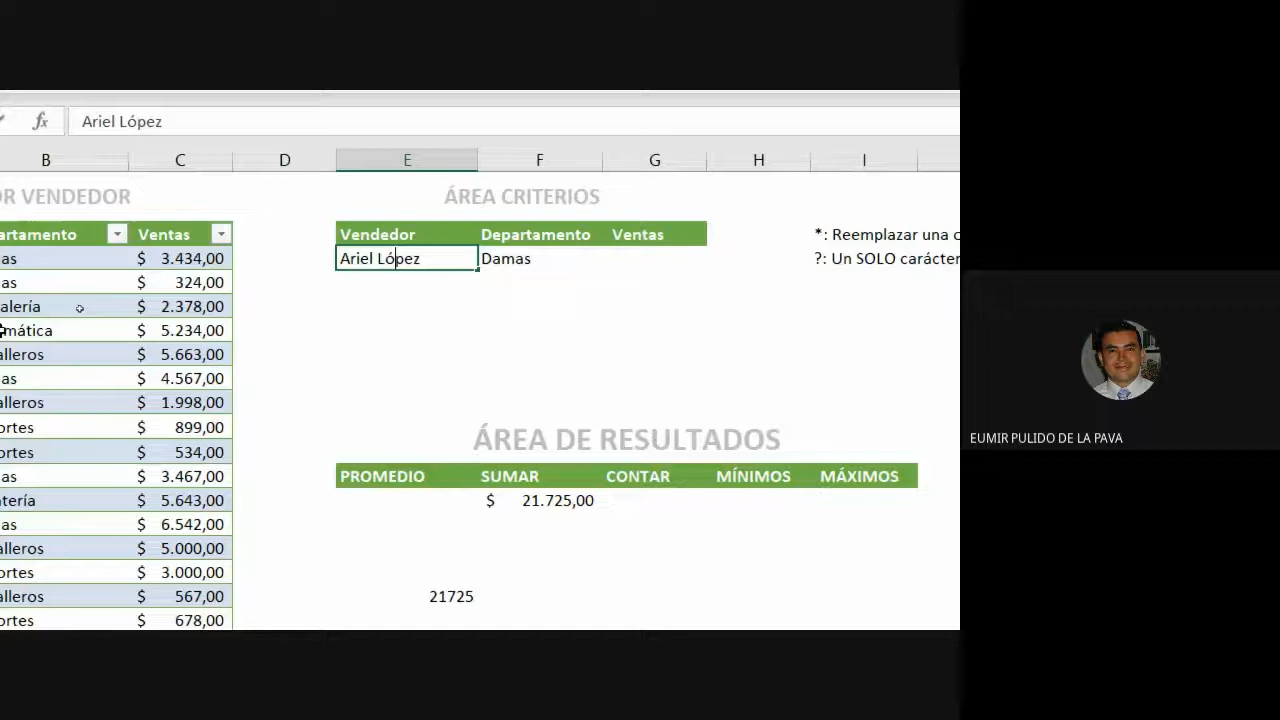 fx Ariel López
B C D E F G H I
OR VENDEDOR ÁREA CRITERIOS
artamento Ventas Vendedor Departamento Ventas *: Reemplazar una c
as $ 3.434,00 Ariel López Damas ?: Un SOLO carácter
as $ 324,00
alería $ 2.378,00
mática $ 5.234,00
alleros $ 5.663,00
as $ 4.567,00
alleros $ 1.998,00
ortes $ 899,00
ÁREA DE RESULTADOS
ortes $ 534,00
as $ 3.467,00 PROMEDIO SUMAR CONTAR MÍNIMOS MÁXIMOS
atería $ 5.643,00 $ 21.725,00
as $ 6.542,00
alleros $ 5.000,00
ortes $ 3.000,00
alleros $ 567,00 21725
ortes $ 678,00
EUMIR PULIDO DE LA PAVA